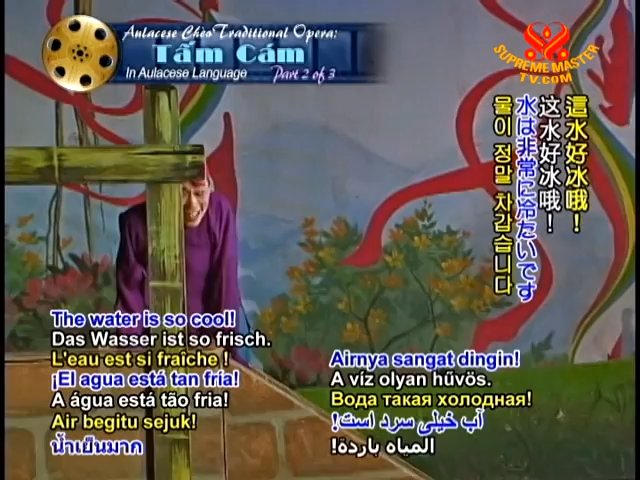 Aulacese Chèo Traditional Opera:
Tấm Cám
In Aulacese Language
Part 2 of 3
SUPREME MASTER
TV.COM
這水好冰哦!
这水好冰哦!
水は非常に冷たいです
물이 정말 차갑습니다
The water is so cool!
Das Wasser ist so frisch.
L'eau est si fraîche !
¡El agua está tan fría!
A água está tão fria!
Air begitu sejuk!
น้ำเย็นมาก
Airnya sangat dingin!
A víz olyan hűvös.
Вода такая холодная!
آب خیلی سرد است!
المياه باردة!